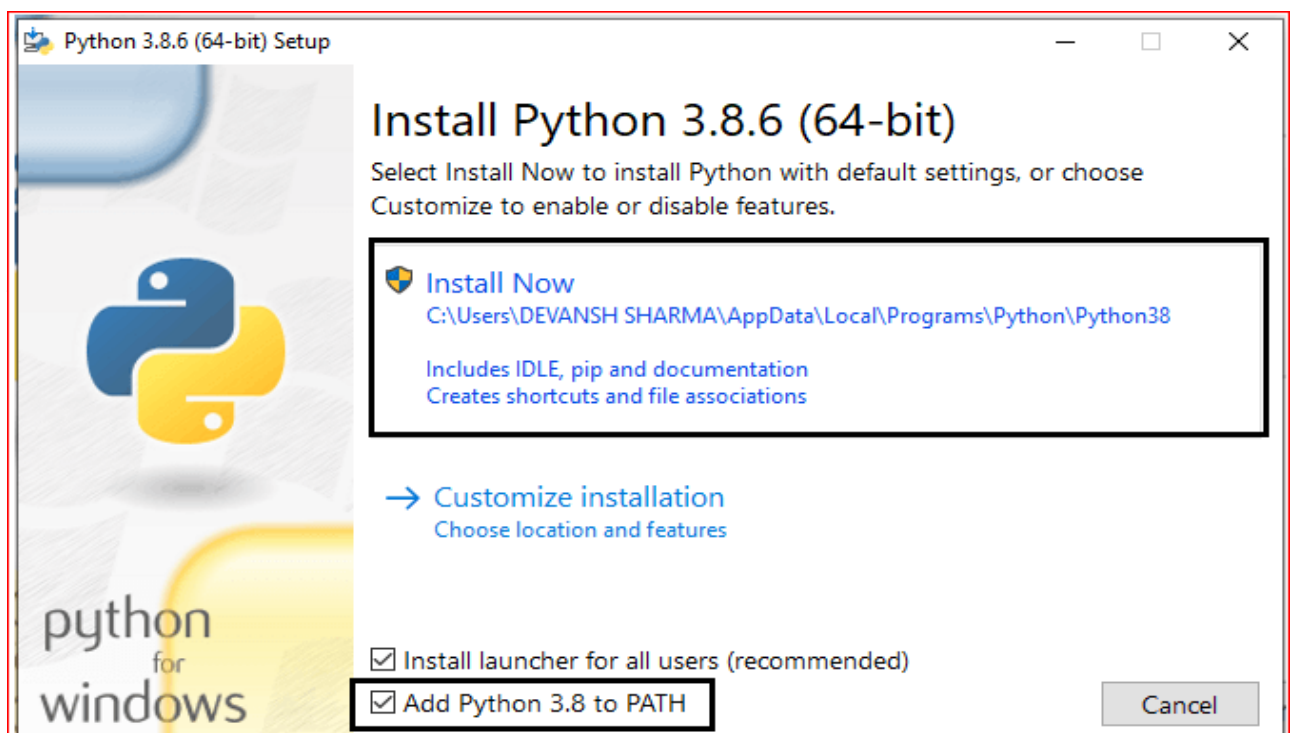 Python 3.8.6 (64-bit) Setup
Install Python 3.8.6 (64-bit)
Select Install Now to install Python with default settings, or choose
Customize to enable or disable features.
Install Now
C:\Users\DEVANSH SHARMA\AppData\Local\Programs\Python\Python38
Includes IDLE, pip and documentation
Creates shortcuts and file associations
Customize installation
Choose location and features
python
for
windows
Install launcher for all users (recommended)
Add Python 3.8 to PATH
Cancel